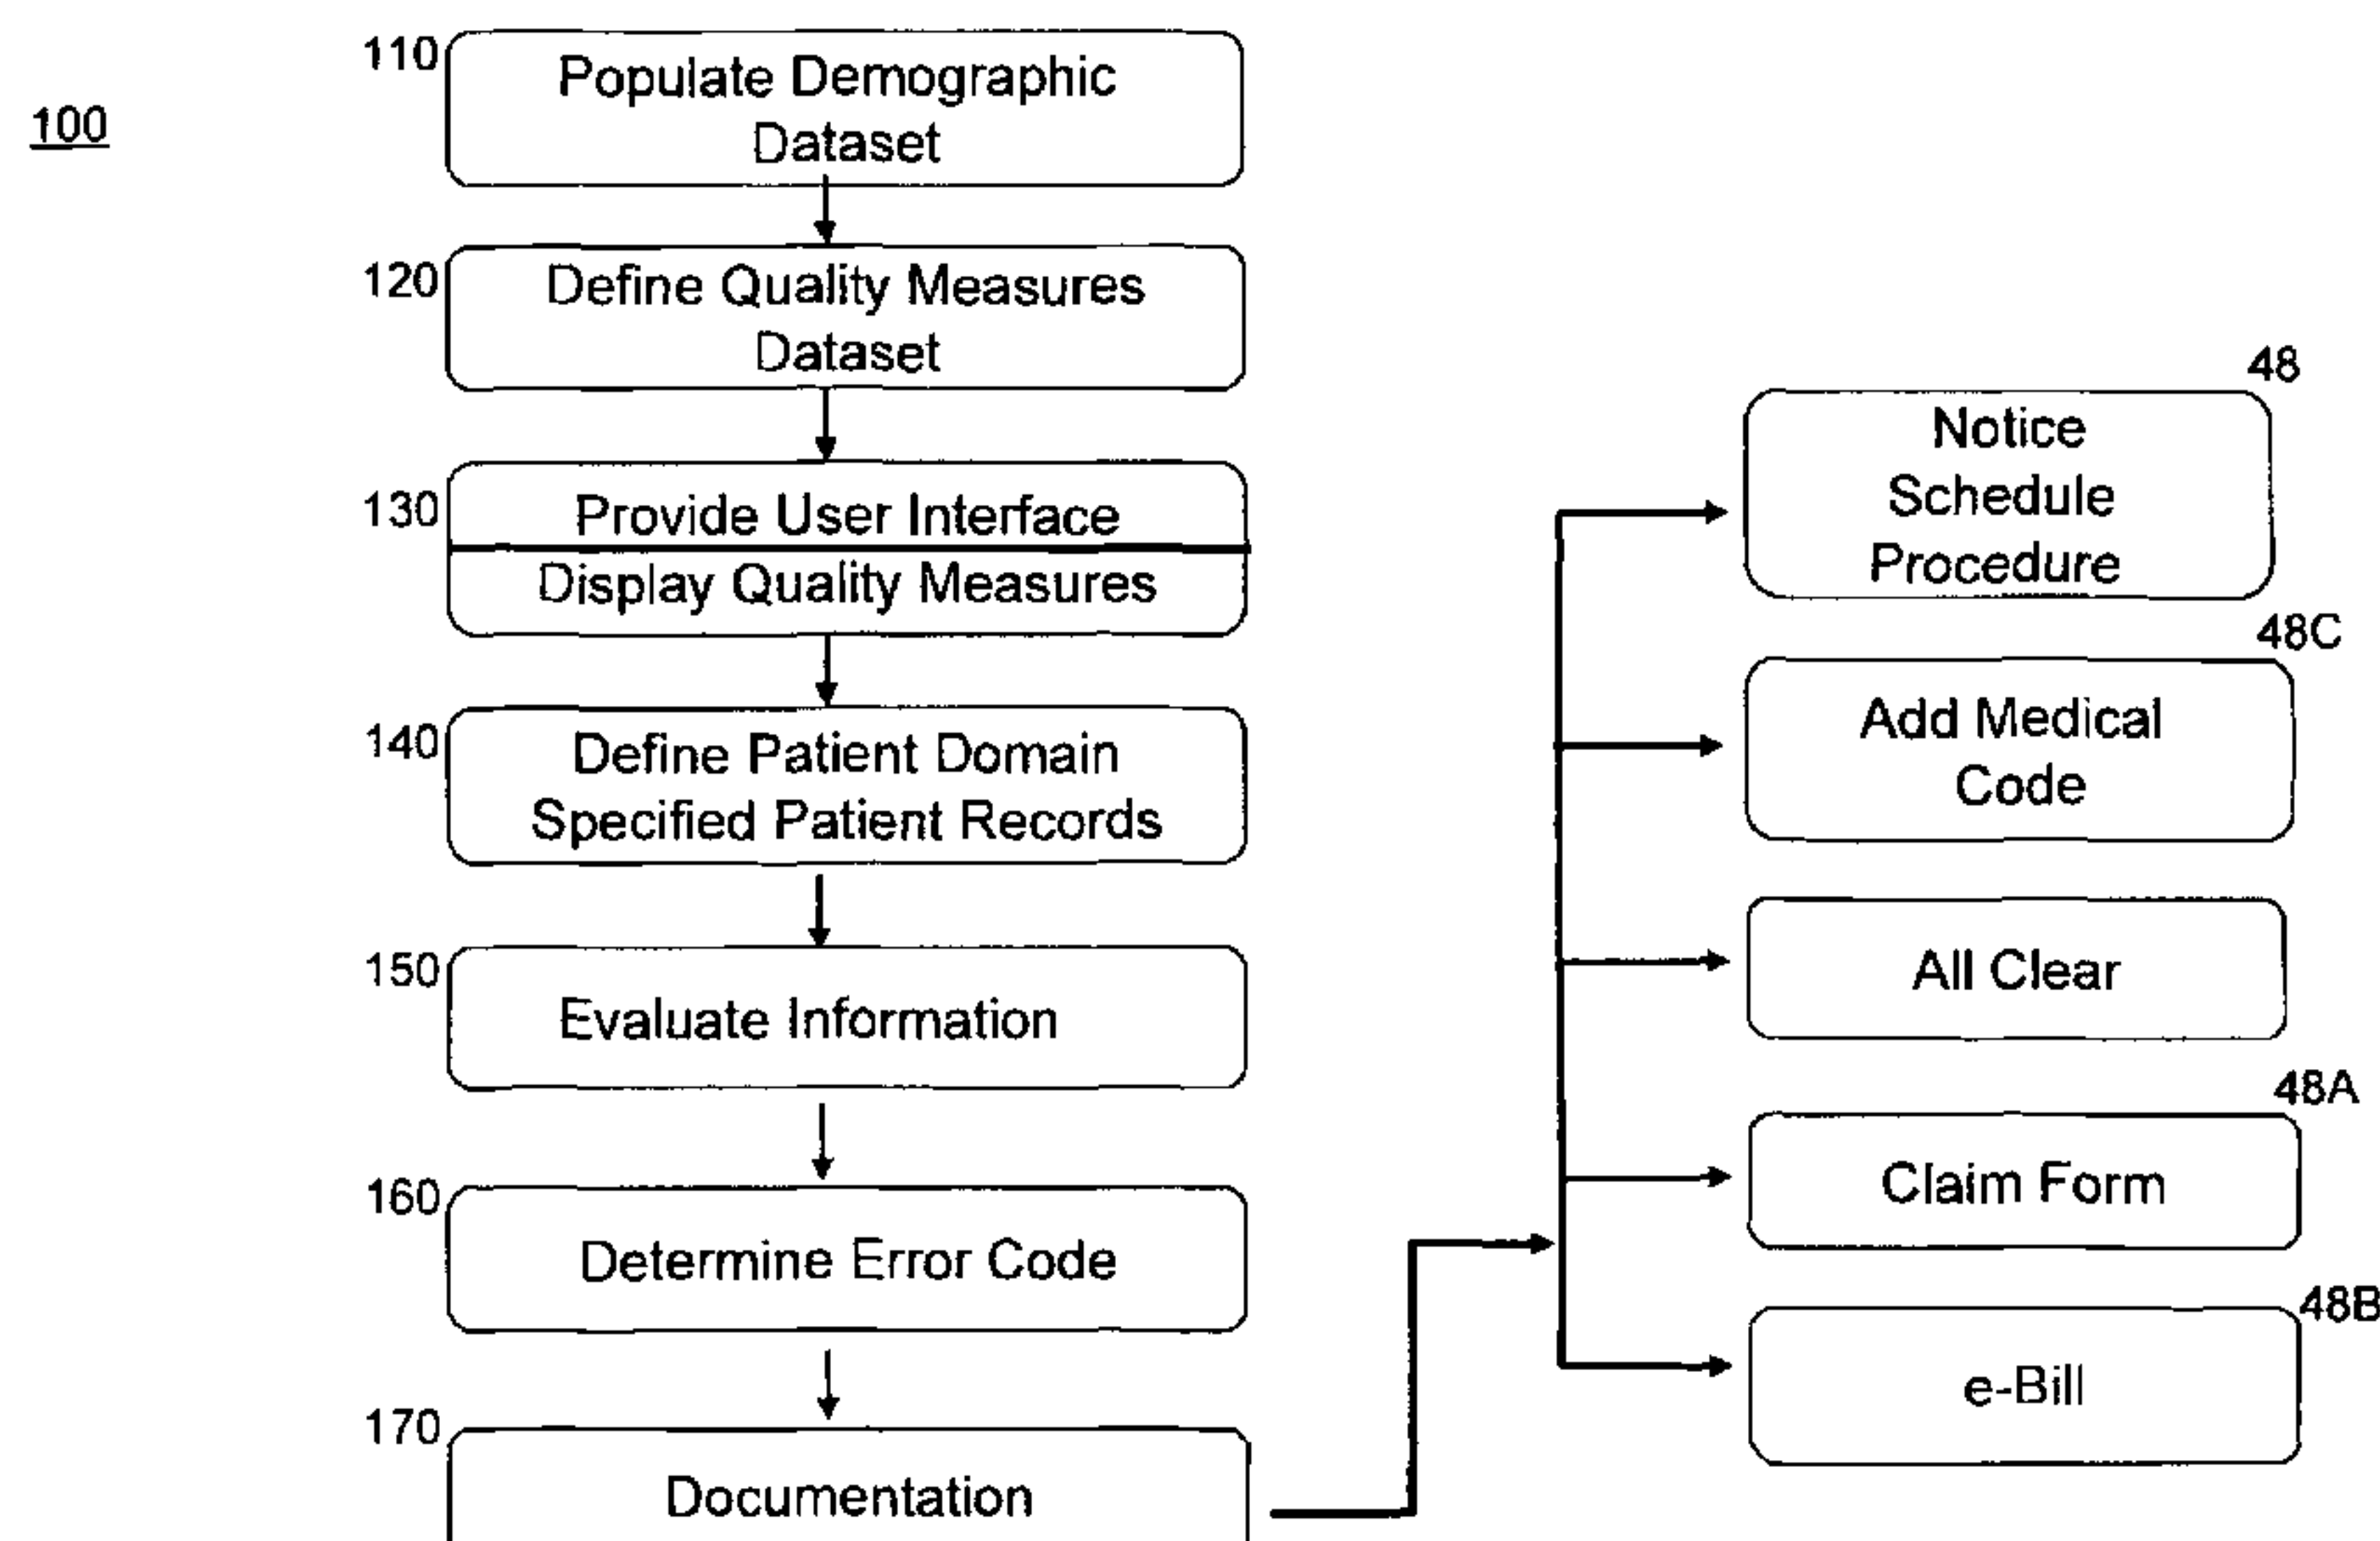 100
110
Populate Demographic
Dataset
120
Define Quality Measures
Dataset
130
Provide User Interface
Display Quality Measures
140
Define Patient Domain
Specified Patient Records
150
Evaluate Information
160
Determine Error Code
170
Documentation
48
Notice
Schedule
Procedure
48C
Add Medical
Code
All Clear
48A
Claim Form
48B
e-Bill